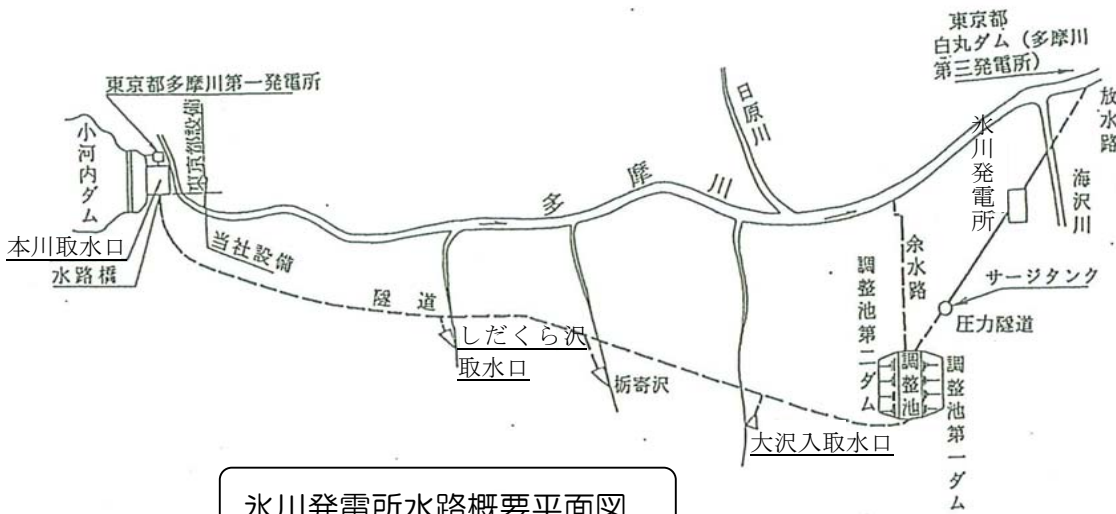 東京都
白丸ダム（多摩川
第三発電所）
放水路
東京都多摩川第一発電所
小河内ダム
東京都設備
日原川
氷川発電所
海沢川
多摩川
本川取水口
水路橋
当社設備
隧道
余水路
調整池第二ダム
サージタンク
圧力隧道
しだくら沢
取水口
栃寄沢
調整池
調整池第一ダム
大沢入取水口
氷川発電所水路概要平面図